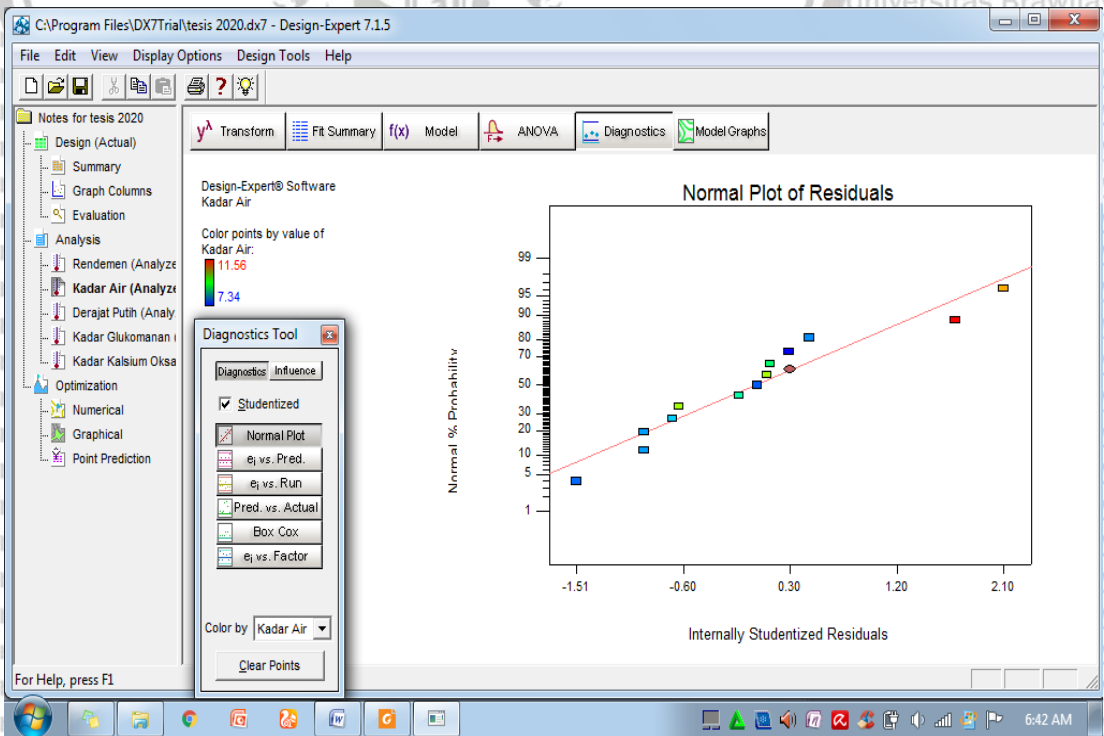 Universitas Brawija
C:\Program Files\DX7Trial\tesis 2020.dx7 - Design-Expert 7.1.5
File Edit View Display Options Design Tools Help
Notes for tesis 2020
Design (Actual)
Summary
Graph Columns
Evaluation
Analysis
Rendemen (Analyze
Kadar Air (Analyze
Derajat Putih (Analy
Kadar Glukomanan (
Kadar Kalsium Oksa
Optimization
Numerical
Graphical
Point Prediction
yλ Transform
Fit Summary
f(x) Model
F ANOVA
Diagnostics
Model Graphs
Design-Expert® Software
Kadar Air
Color points by value of
Kadar Air:
11.56
7.34
Diagnostics Tool
Diagnostics Influence
Studentized
Normal Plot
ei vs. Pred.
ei vs. Run
Pred. vs. Actual
Box Cox
ei vs. Factor
Color by Kadar Air
Clear Points
Normal Plot of Residuals
Normal % Probability
99
95
90
80
70
50
30
20
10
5
1
-1.51 -0.60 0.30 1.20 2.10
Internally Studentized Residuals
For Help, press F1
6:42 AM